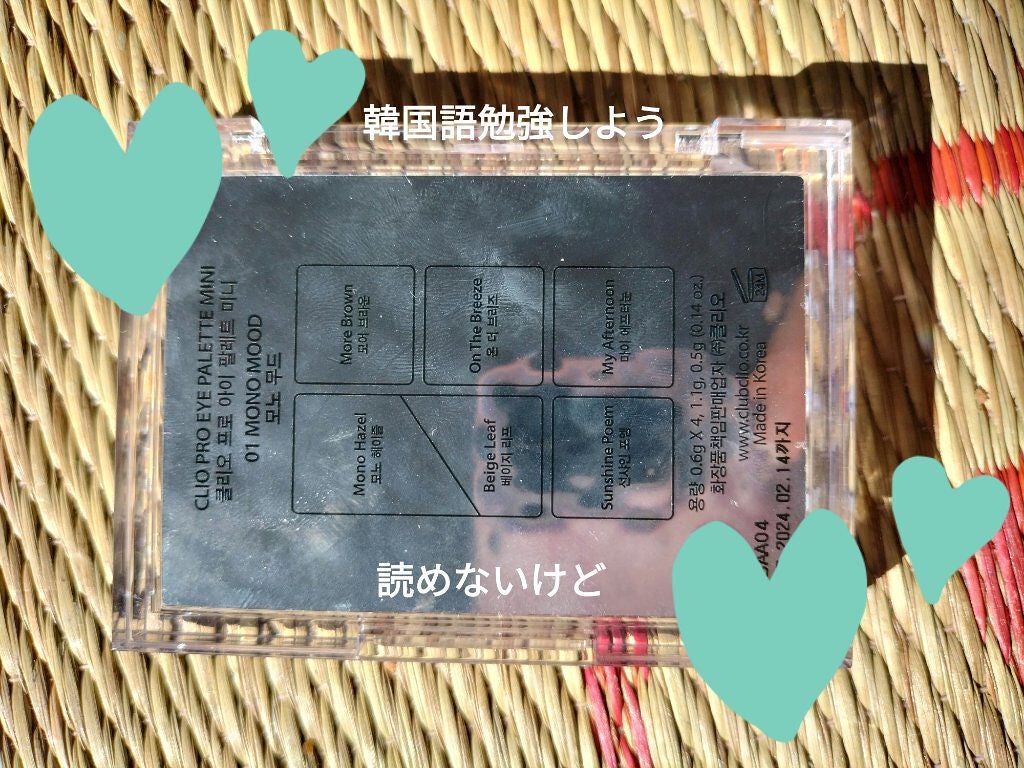 韓国語勉強しよう
CLIO PRO EYE PALETTE MINI
클리오 프로 아이 팔레트 미니
01 MONO MOOD
모노 무드
Mono Hazel
모노 헤이즐
More Brown
모어 브라운
Beige Leaf
베이지 리프
On The Breeze
온 더 브리즈
Sunshine Poem
선샤인 포엠
My Afternoon
마이 애프터눈
용량 0.6g X 4, 1.1g, 0.5g (0.14 oz.)
화장품책임판매업자 ㈜클리오
www.clubclio.co.kr
Made in Korea
24M
AA04
2024.02.14까지
読めないけど